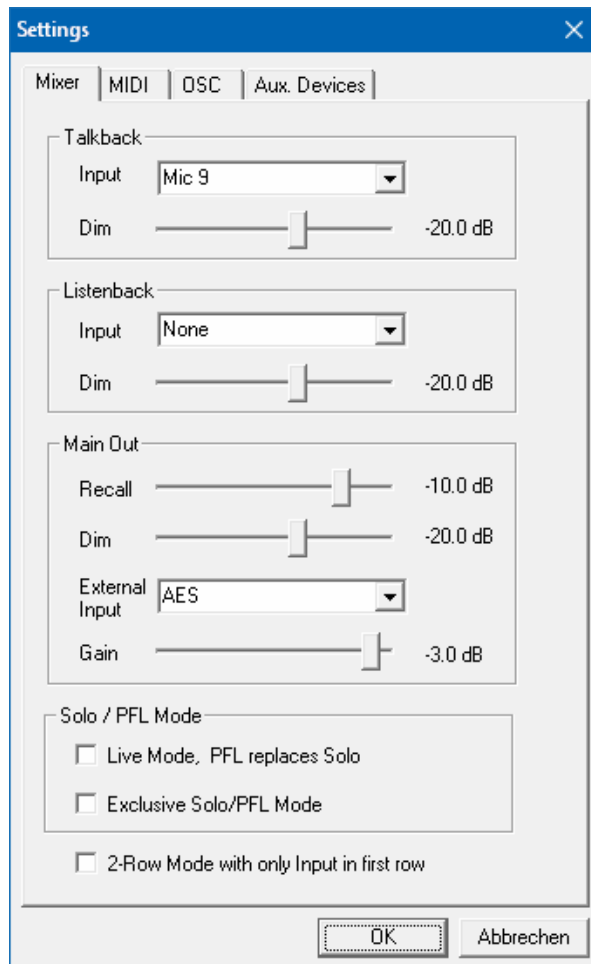 Settings
Mixer MIDI OSC Aux. Devices
Talkback
Input Mic 9
Dim -20.0 dB
Listenback
Input None
Dim -20.0 dB
Main Out
Recall -10.0 dB
Dim -20.0 dB
External
Input AES
Gain -3.0 dB
Solo / PFL Mode
Live Mode, PFL replaces Solo
Exclusive Solo/PFL Mode
2-Row Mode with only Input in first row
OK Abbrechen